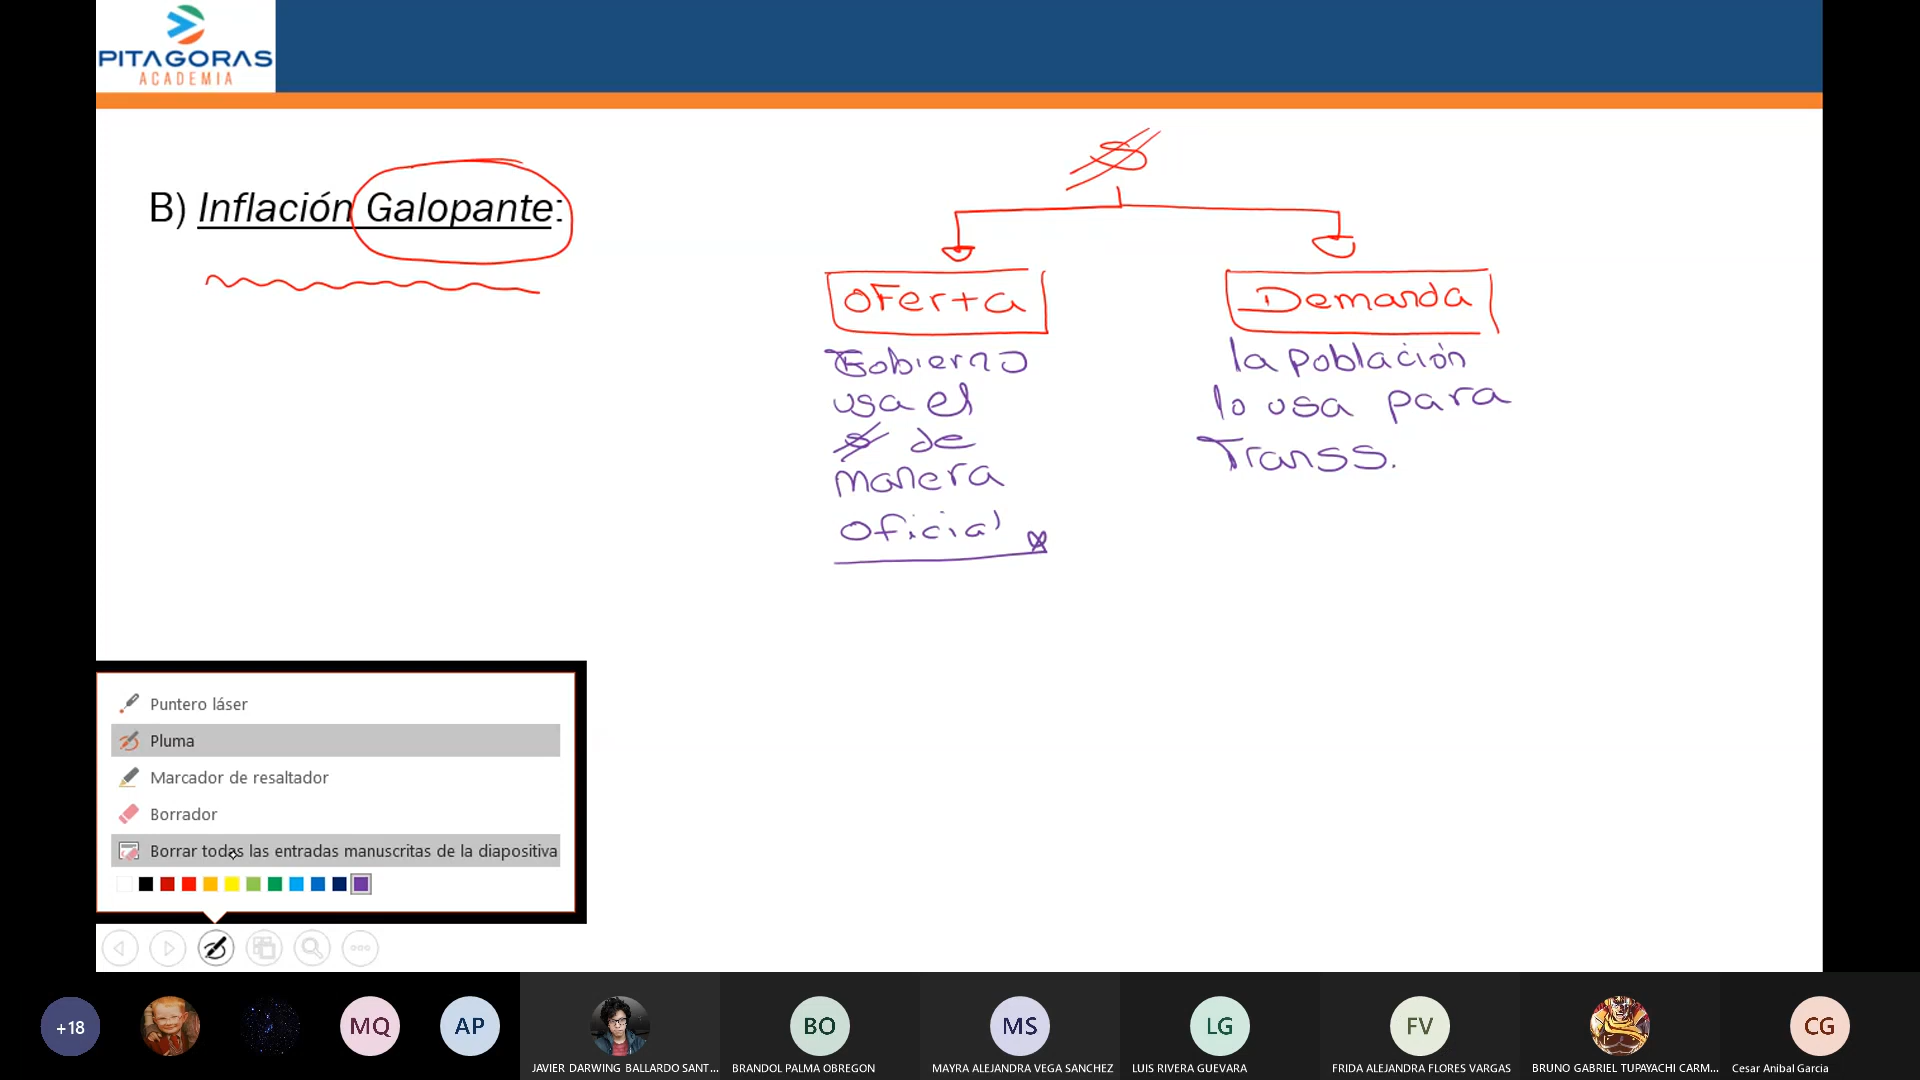 PITAGORAS
ACADEMIA
B) Inflación Galopante:
$
oFerta
Demanda
Gobierno
usa el
$ de
manera
oficial
la población
lo usa para
Transs.
Puntero láser
Pluma
Marcador de resaltador
Borrador
Borrar todas las entradas manuscritas de la diapositiva
+18
MQ
AP
JAVIER DARWING BALLARDO SANT...
BO
BRANDOL PALMA OBREGON
MS
MAYRA ALEJANDRA VEGA SANCHEZ
LG
LUIS RIVERA GUEVARA
FV
FRIDA ALEJANDRA FLORES VARGAS
BRUNO GABRIEL TUPAYACHI CARM...
CG
Cesar Anibal Garcia